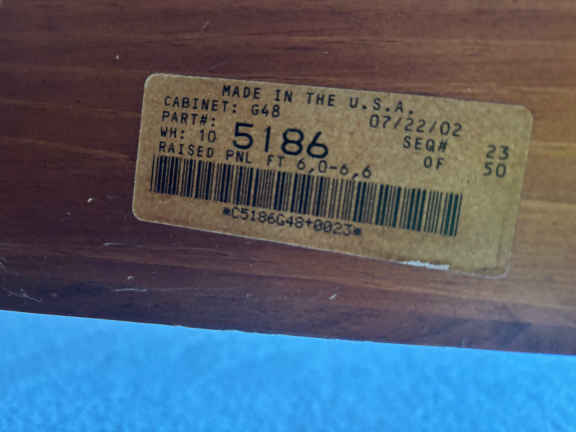 MADE IN THE U.S.A.
CABINET: G48 07/22/02
PART#: 5186 SEQ# 23
WH: 10 OF 50
RAISED PNL FT 6,0-6,6
*C5186G48+0023*